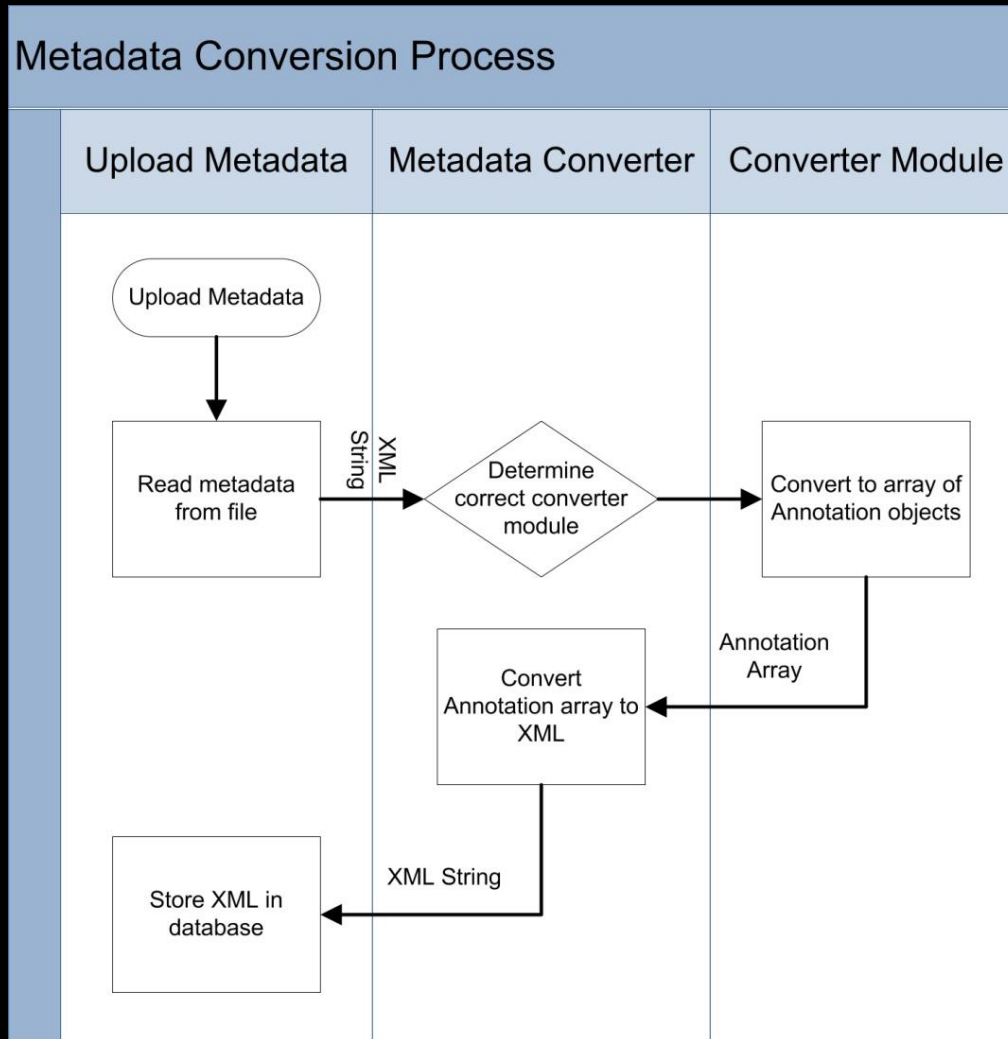 Metadata Conversion Process
Upload Metadata
Metadata Converter
Converter Module
Upload Metadata
Read metadata
from file
XML
String
Determine
correct converter
module
Convert to array of
Annotation objects
Annotation
Array
Convert
Annotation array to
XML
XML String
Store XML in
database